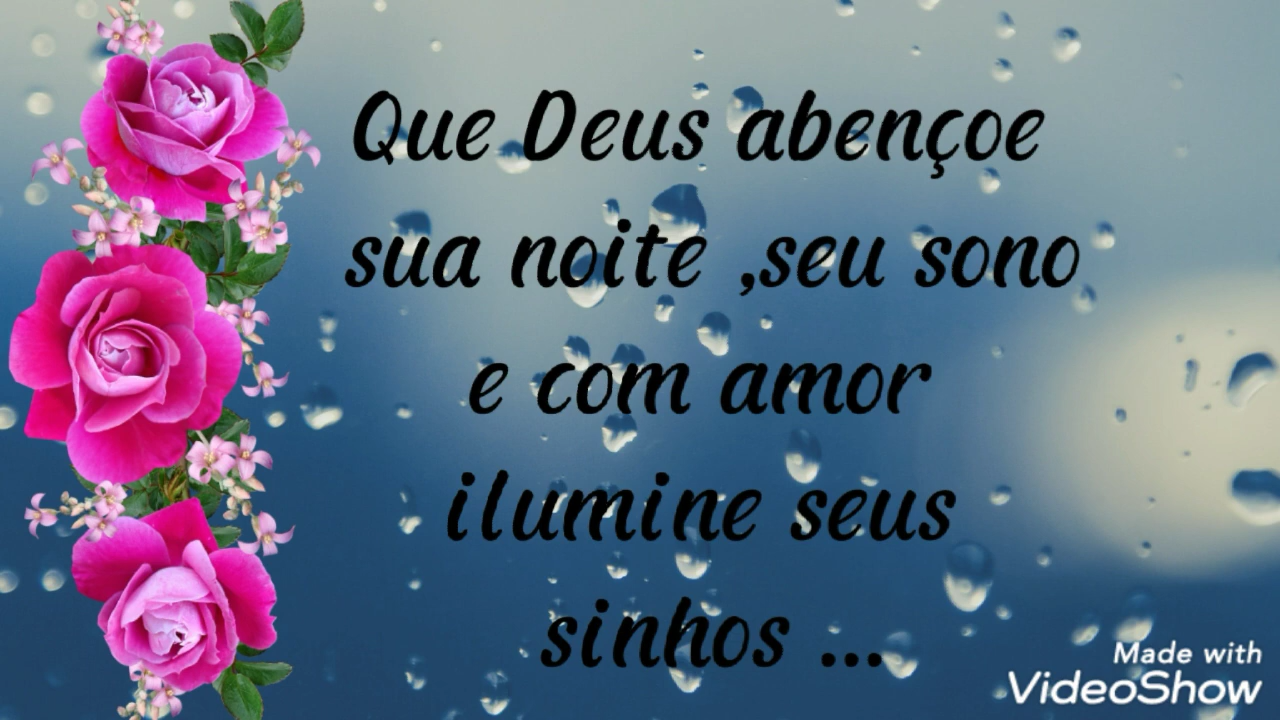 Que Deus abençoe
sua noite ,seu sono
e com amor
ilumine seus
sinhos ...
Made with
VideoShow